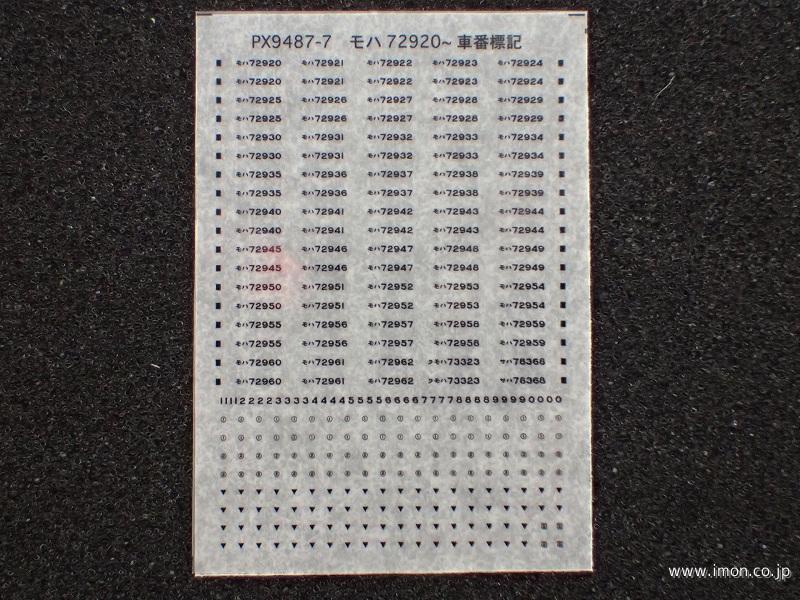 PX9487-7 モハ 72920~ 車番標記
モハ72920 モハ72921 モハ72922 モハ72923 モハ72924
モハ72920 モハ72921 モハ72922 モハ72923 モハ72924
モハ72925 モハ72926 モハ72927 モハ72928 モハ72929
モハ72925 モハ72926 モハ72927 モハ72928 モハ72929
モハ72930 モハ72931 モハ72932 モハ72933 モハ72934
モハ72930 モハ72931 モハ72932 モハ72933 モハ72934
モハ72935 モハ72936 モハ72937 モハ72938 モハ72939
モハ72935 モハ72936 モハ72937 モハ72938 モハ72939
モハ72940 モハ72941 モハ72942 モハ72943 モハ72944
モハ72940 モハ72941 モハ72942 モハ72943 モハ72944
モハ72945 モハ72946 モハ72947 モハ72948 モハ72949
モハ72945 モハ72946 モハ72947 モハ72948 モハ72949
モハ72950 モハ72951 モハ72952 モハ72953 モハ72954
モハ72950 モハ72951 モハ72952 モハ72953 モハ72954
モハ72955 モハ72956 モハ72957 モハ72958 モハ72959
モハ72955 モハ72956 モハ72957 モハ72958 モハ72959
モハ72960 モハ72961 モハ72962 クモハ73323 サハ78368
モハ72960 モハ72961 モハ72962 クモハ73323 サハ78368
1111222233334444555566667777888899990000
www.imon.co.jp